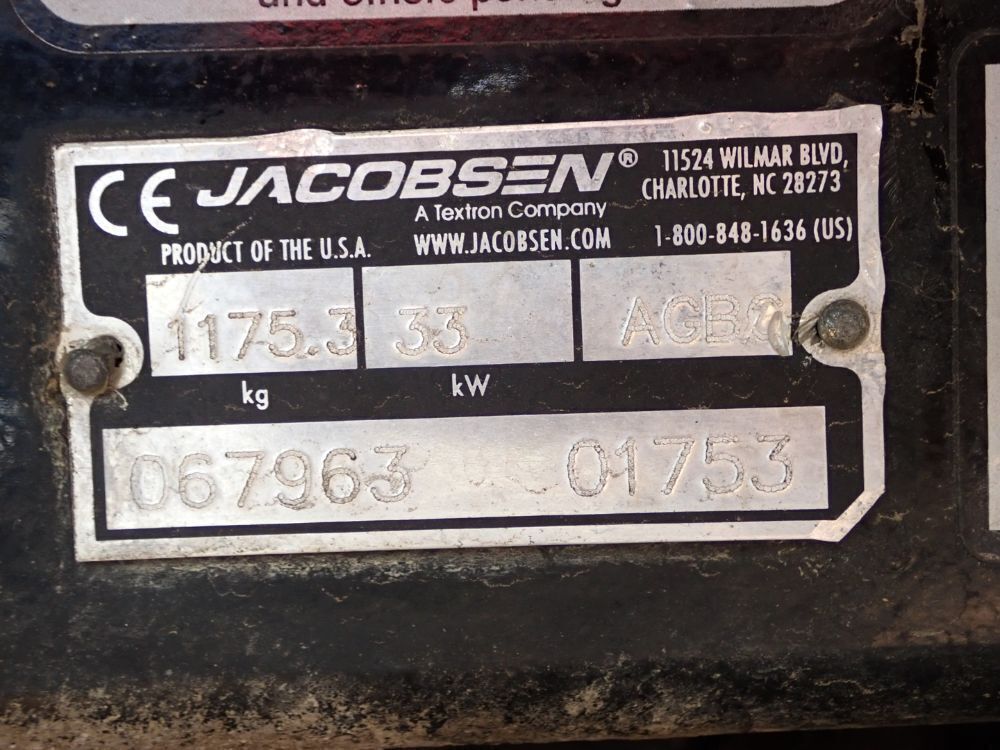 CE JACOBSEN®
A Textron Company
11524 WILMAR BLVD,
CHARLOTTE, NC 28273
PRODUCT OF THE U.S.A. WWW.JACOBSEN.COM 1-800-848-1636 (US)
1175.3 33
kg kW
067963 01753